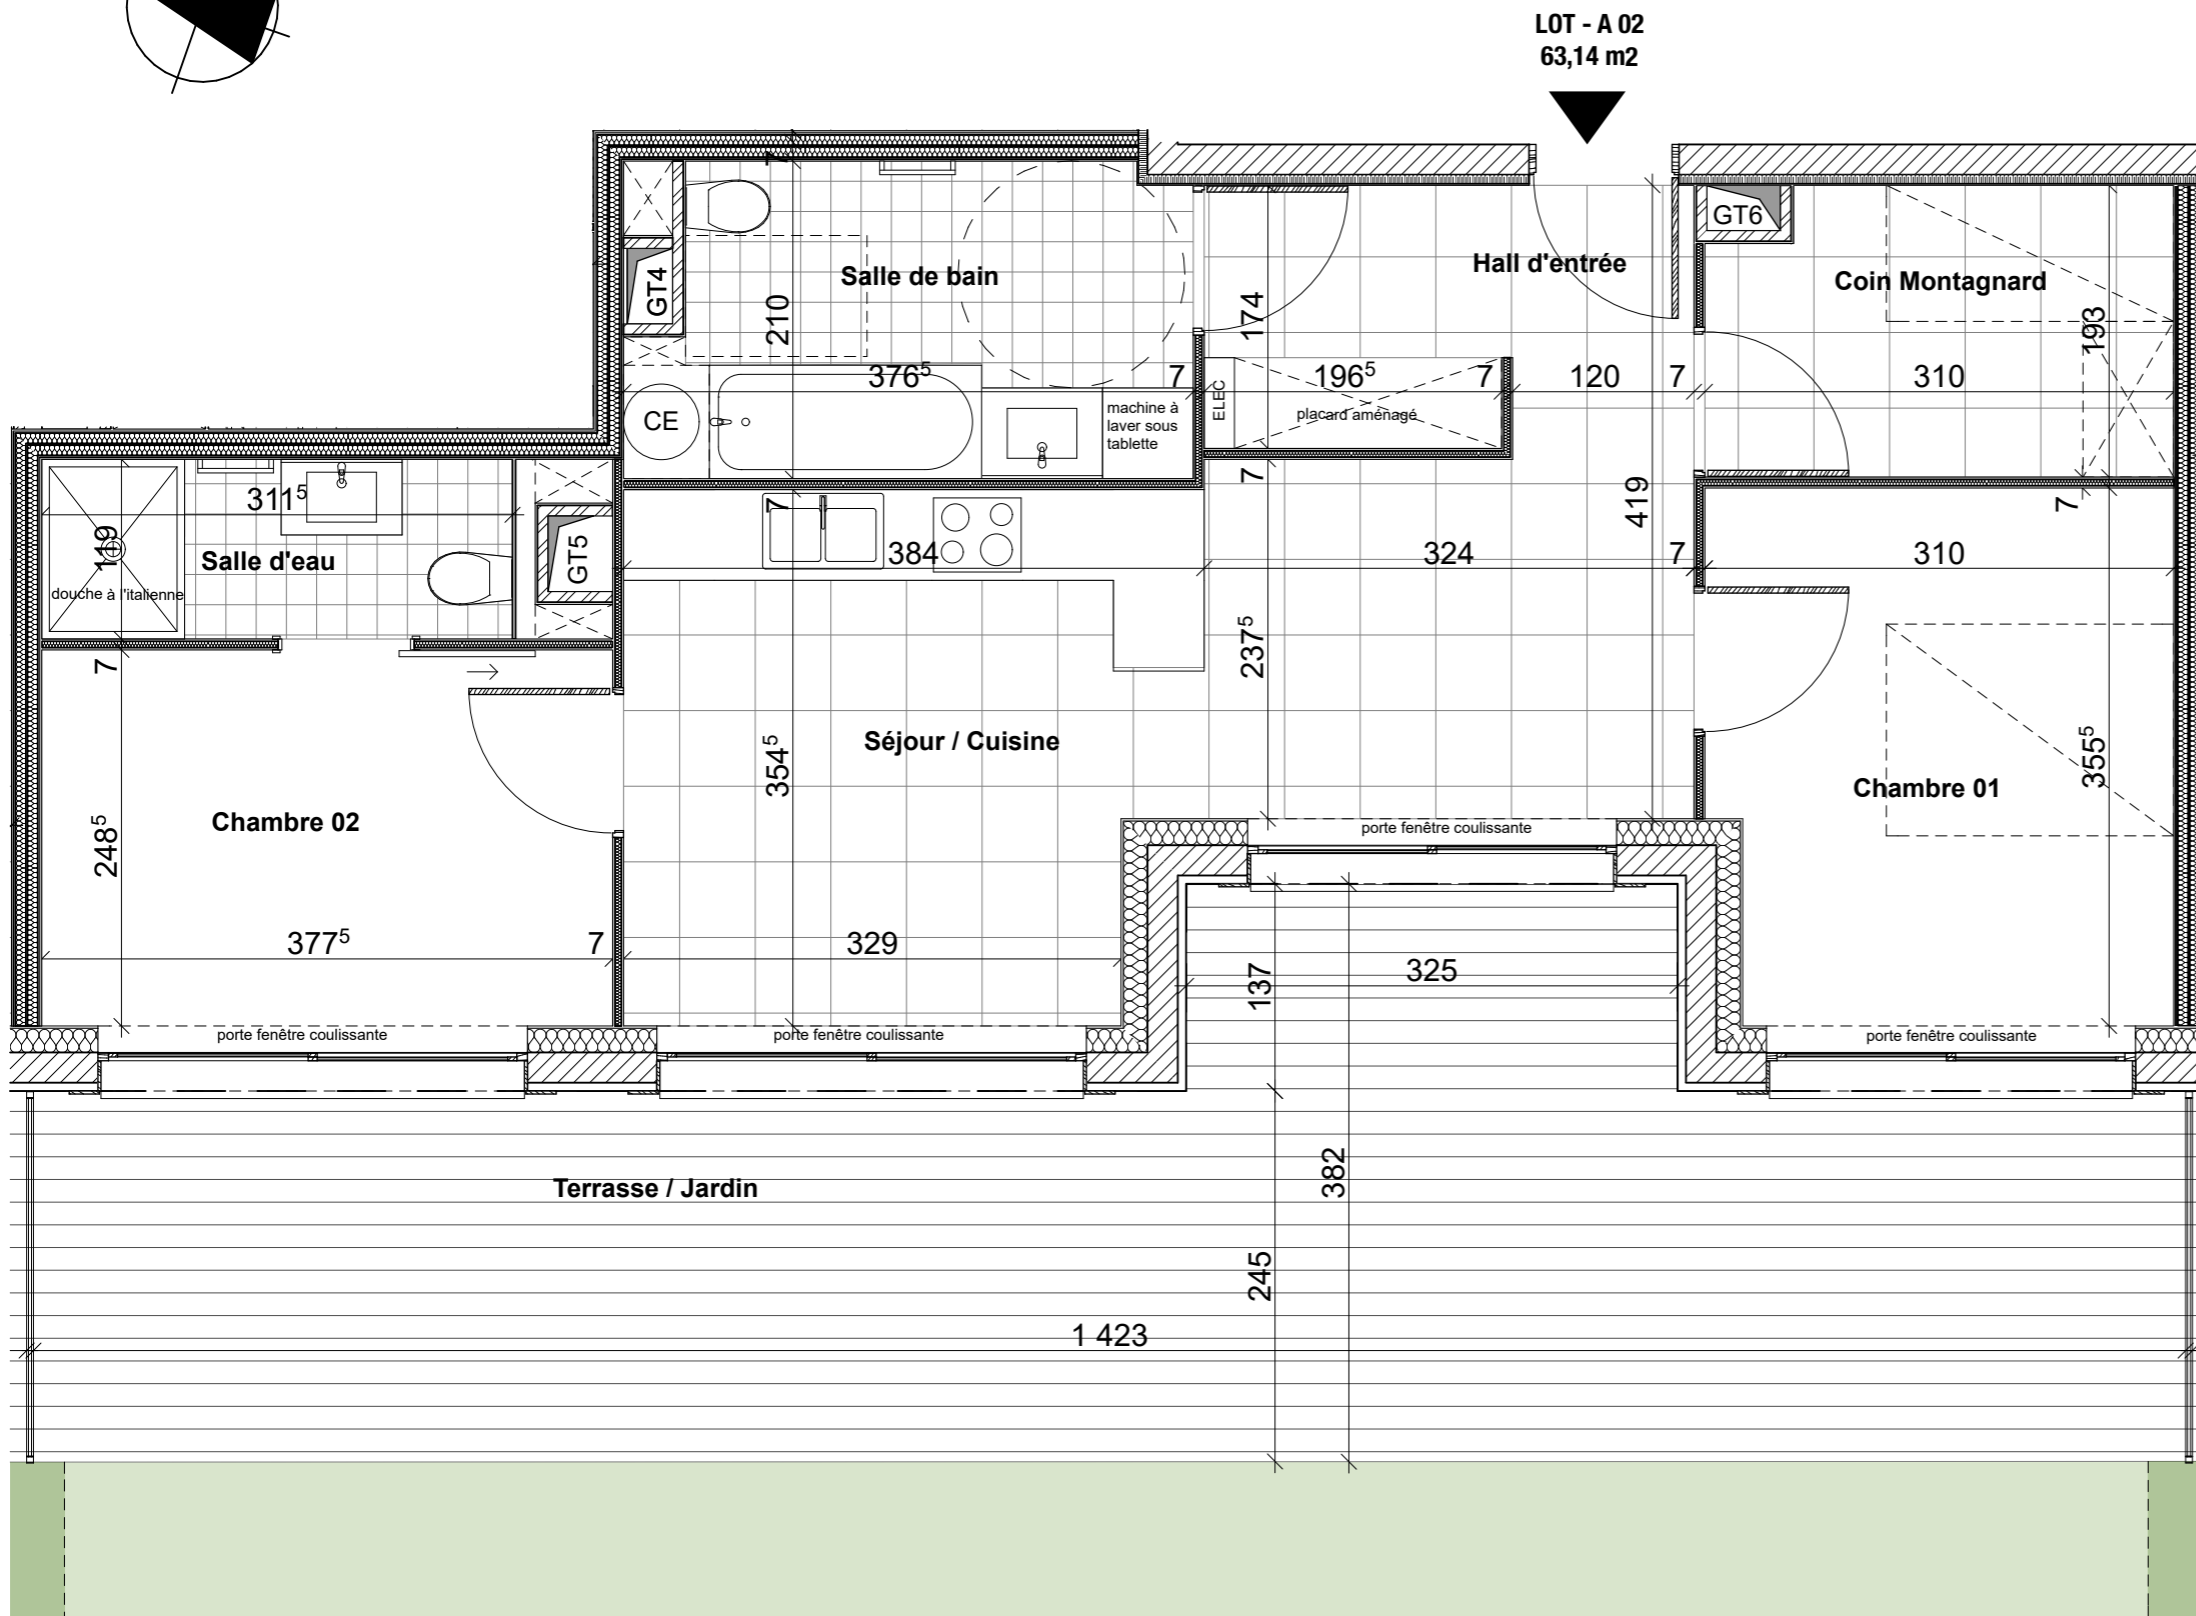 LOT - A 02
63,14 m2
7
GT4
210
Salle de bain
376⁵
7
CE
machine à
laver sous
tablette
174
Hall d'entrée
ELEC
196⁵
7
placard aménagé
120
7
GT6
Coin Montagnard
193
310
311⁵
119
Salle d'eau
douche à l'italienne
GT5
7
384
7
324
419
7
7
310
7
237⁵
Séjour / Cuisine
354⁵
Chambre 02
248⁵
377⁵
7
329
Chambre 01
355⁵
porte fenêtre coulissante
137
325
porte fenêtre coulissante
porte fenêtre coulissante
porte fenêtre coulissante
Terrasse / Jardin
382
245
1 423